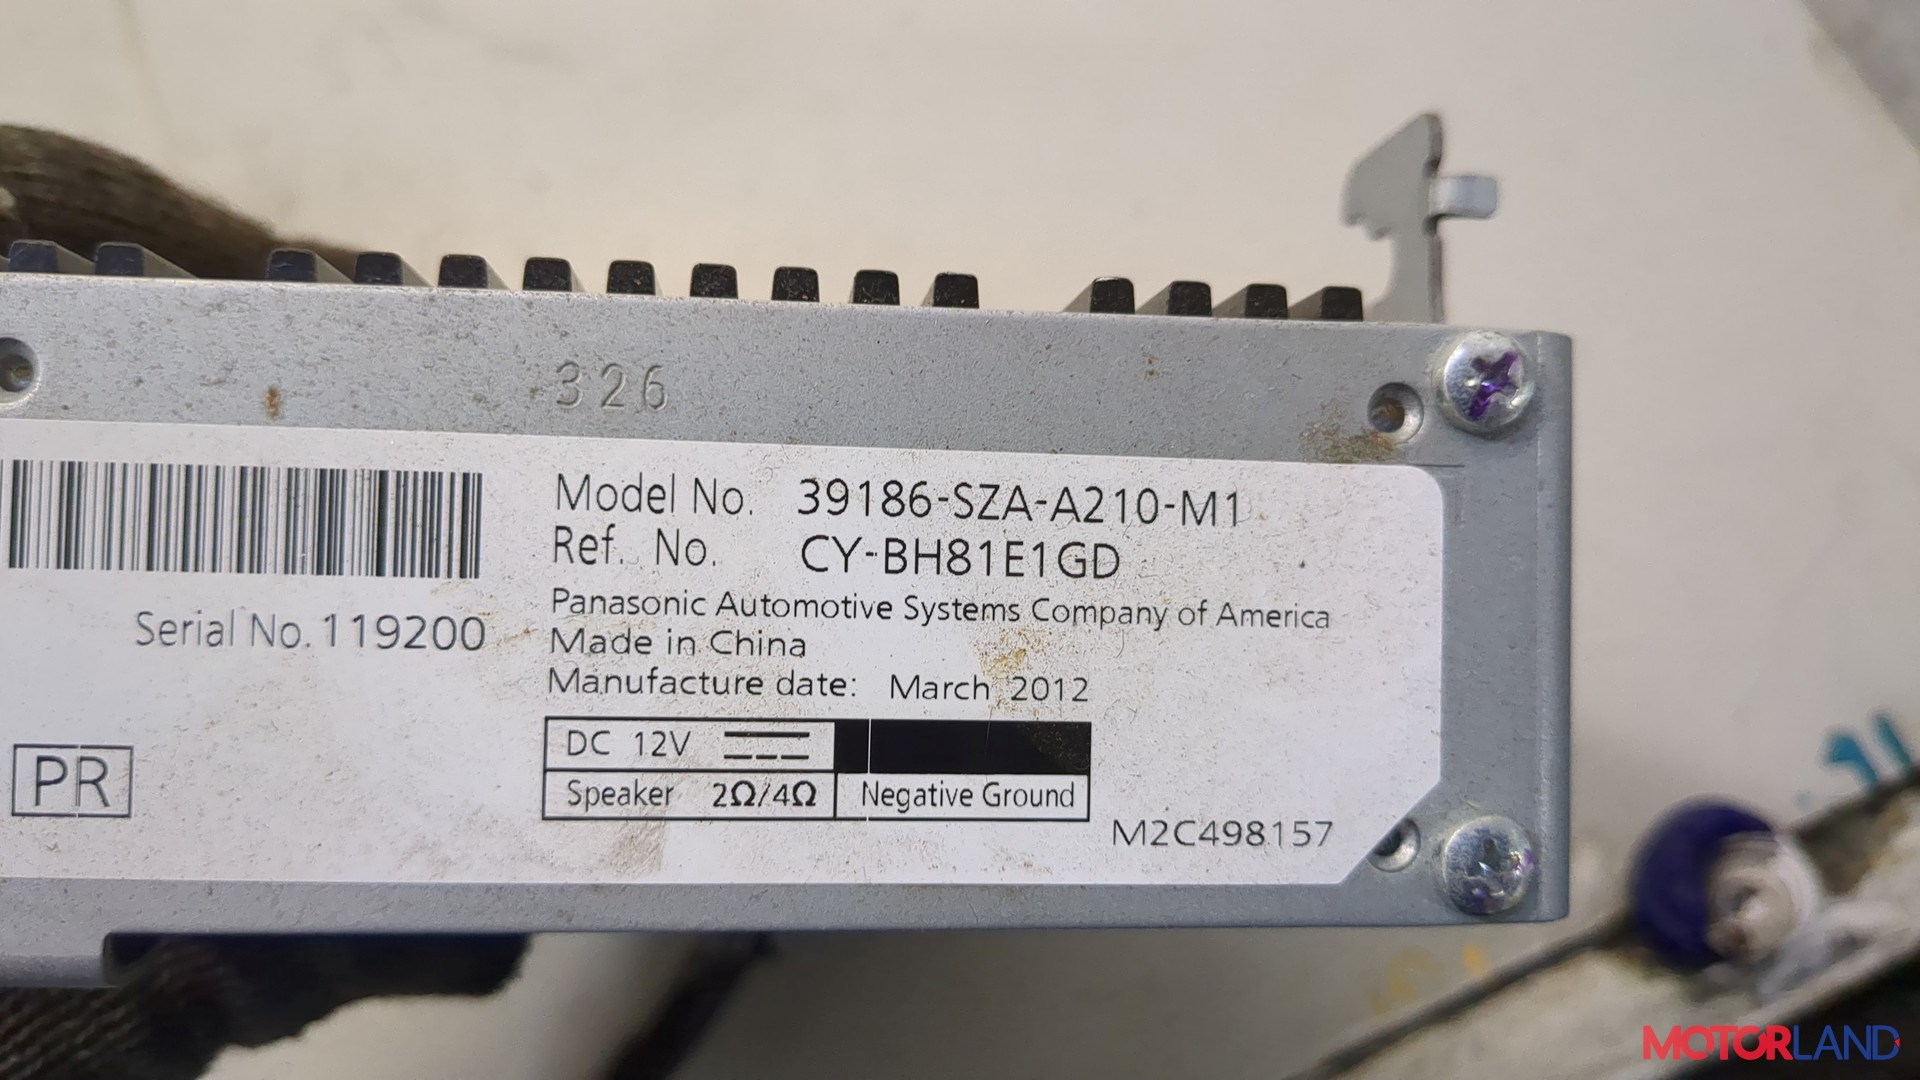 326
Model No. 39186-SZA-A210-M1
Ref. No. CY-BH81E1GD
Panasonic Automotive Systems Company of America
Serial No. 119200
Made in China
Manufacture date: March 2012
PR
DC 12V
Speaker 2Ω/4Ω Negative Ground
M2C498157
MOTORLAND